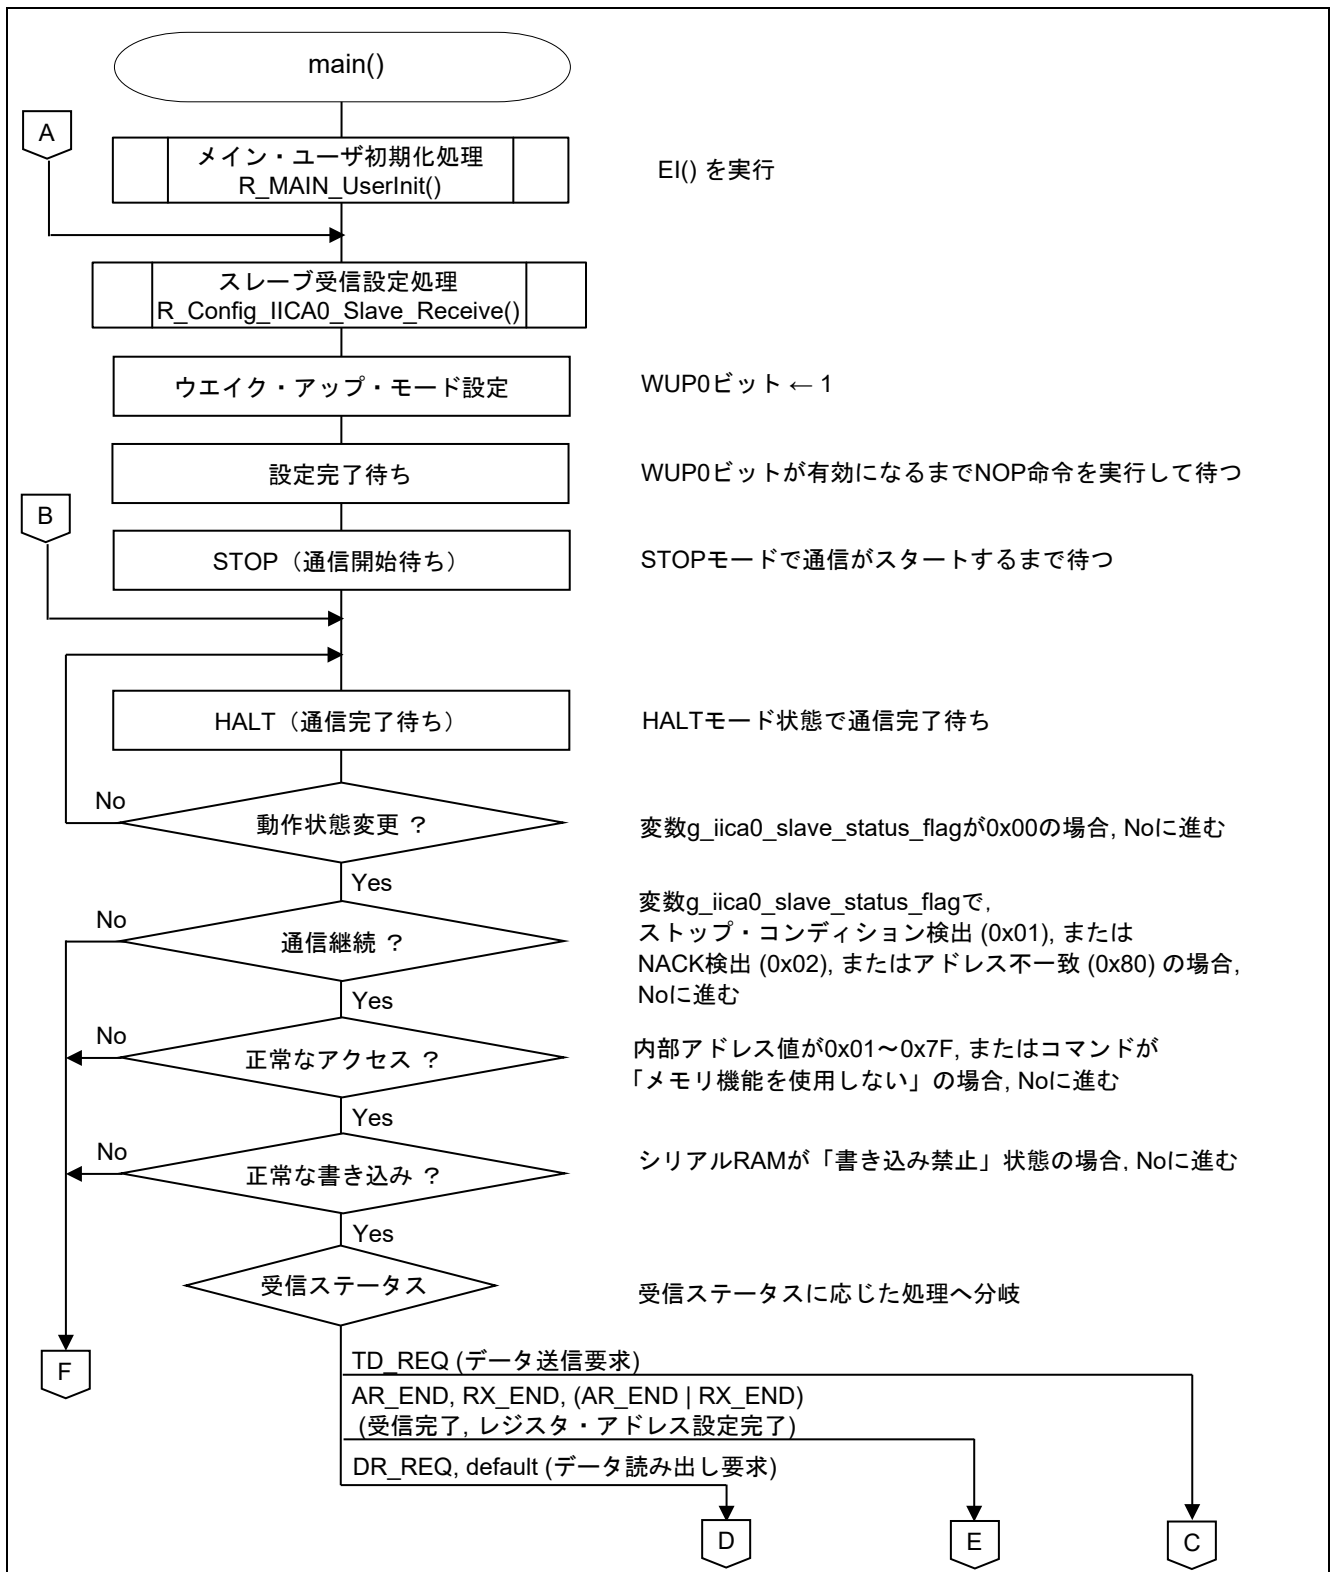 main()
A
メイン・ユーザ初期化処理
R_MAIN_UserInit()
EI() を実行
スレーブ受信設定処理
R_Config_IICA0_Slave_Receive()
ウエイク・アップ・モード設定
WUP0ビット ← 1
設定完了待ち
WUP0ビットが有効になるまでNOP命令を実行して待つ
B
STOP（通信開始待ち）
STOPモードで通信がスタートするまで待つ
HALT（通信完了待ち）
HALTモード状態で通信完了待ち
No
動作状態変更 ？
変数g_iica0_slave_status_flagが0x00の場合, Noに進む
Yes
No
通信継続 ？
変数g_iica0_slave_status_flagで,
ストップ・コンディション検出 (0x01), または
NACK検出 (0x02), またはアドレス不一致 (0x80) の場合,
Noに進む
Yes
No
正常なアクセス ？
内部アドレス値が0x01～0x7F, またはコマンドが
「メモリ機能を使用しない」の場合, Noに進む
Yes
No
正常な書き込み ？
シリアルRAMが「書き込み禁止」状態の場合, Noに進む
Yes
受信ステータス
受信ステータスに応じた処理へ分岐
F
TD_REQ (データ送信要求)
AR_END, RX_END, (AR_END | RX_END)
(受信完了, レジスタ・アドレス設定完了)
DR_REQ, default (データ読み出し要求)
D
E
C